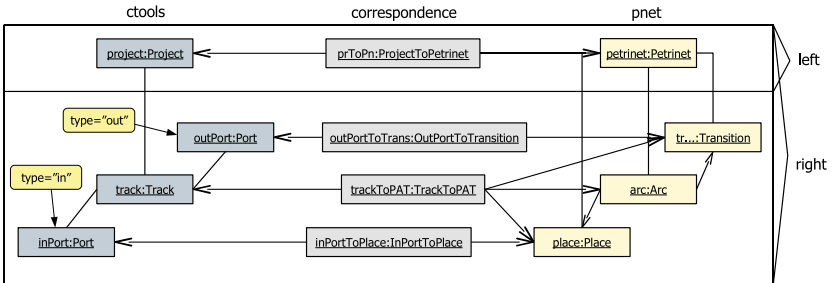 ctools correspondence pnet
project:Project prToPn:ProjectToPetrinet petrinet:Petrinet
left
type="out"
outPort:Port outPortToTrans:OutPortToTransition tr...:Transition
right
type="in"
track:Track trackToPAT:TrackToPAT arc:Arc
inPort:Port inPortToPlace:InPortToPlace place:Place